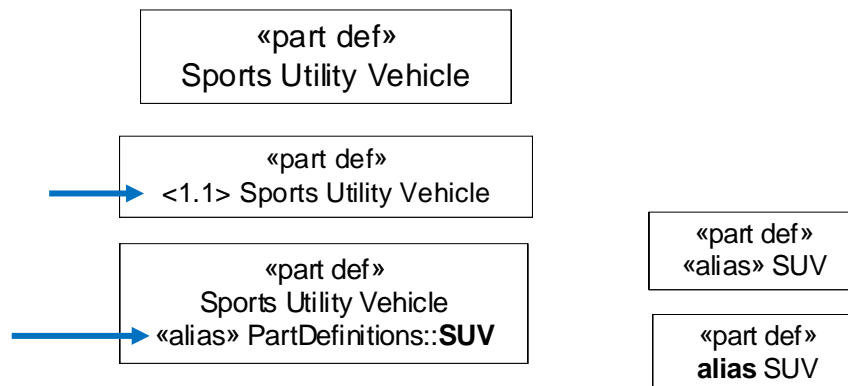 «part def»
Sports Utility Vehicle
«part def»
<1.1> Sports Utility Vehicle
«part def»
Sports Utility Vehicle
«alias» PartDefinitions::SUV
«part def»
«alias» SUV
«part def»
alias SUV